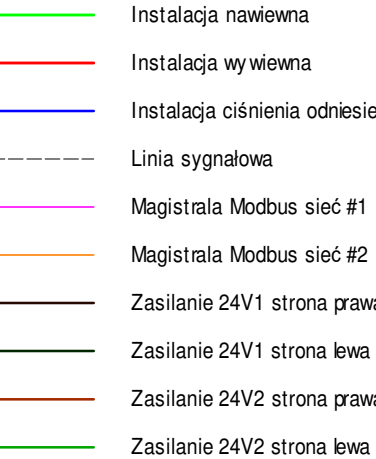 Instalacja nawiewna
Instalacja wywiewna
Instalacja ciśnienia odniesie
Linia sygnałowa
Magistrala Modbus sieć #1
Magistrala Modbus sieć #2
Zasilanie 24V1 strona prawa
Zasilanie 24V1 strona lewa
Zasilanie 24V2 strona prawa
Zasilanie 24V2 strona lewa